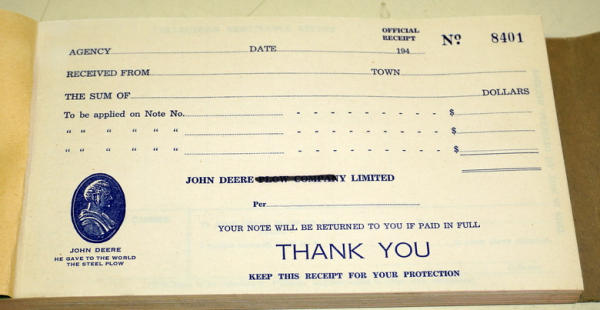 OFFICIAL
RECEIPT
AGENCY DATE 194 Nº 8401
RECEIVED FROM TOWN
THE SUM OF DOLLARS
To be applied on Note No. - - - - - - - $
" " " " " " - - - - - - - $
" " " " " " - - - - - - - $
JOHN DEERE PLOW COMPANY LIMITED
Per
YOUR NOTE WILL BE RETURNED TO YOU IF PAID IN FULL
THANK YOU
KEEP THIS RECEIPT FOR YOUR PROTECTION
JOHN DEERE
HE GAVE TO THE WORLD
THE STEEL PLOW